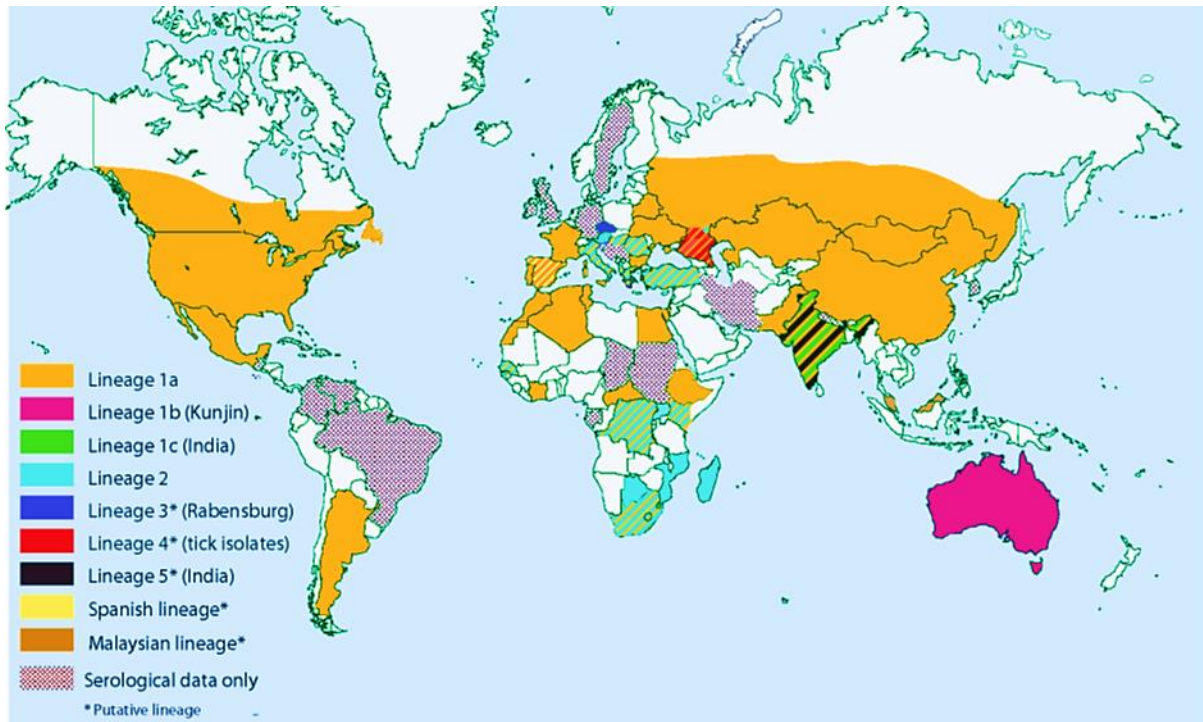 Lineage 1a
Lineage 1b (Kunjin)
Lineage 1c (India)
Lineage 2
Lineage 3* (Rabensburg)
Lineage 4* (tick isolates)
Lineage 5* (India)
Spanish lineage*
Malaysian lineage*
Serological data only
* Putative lineage